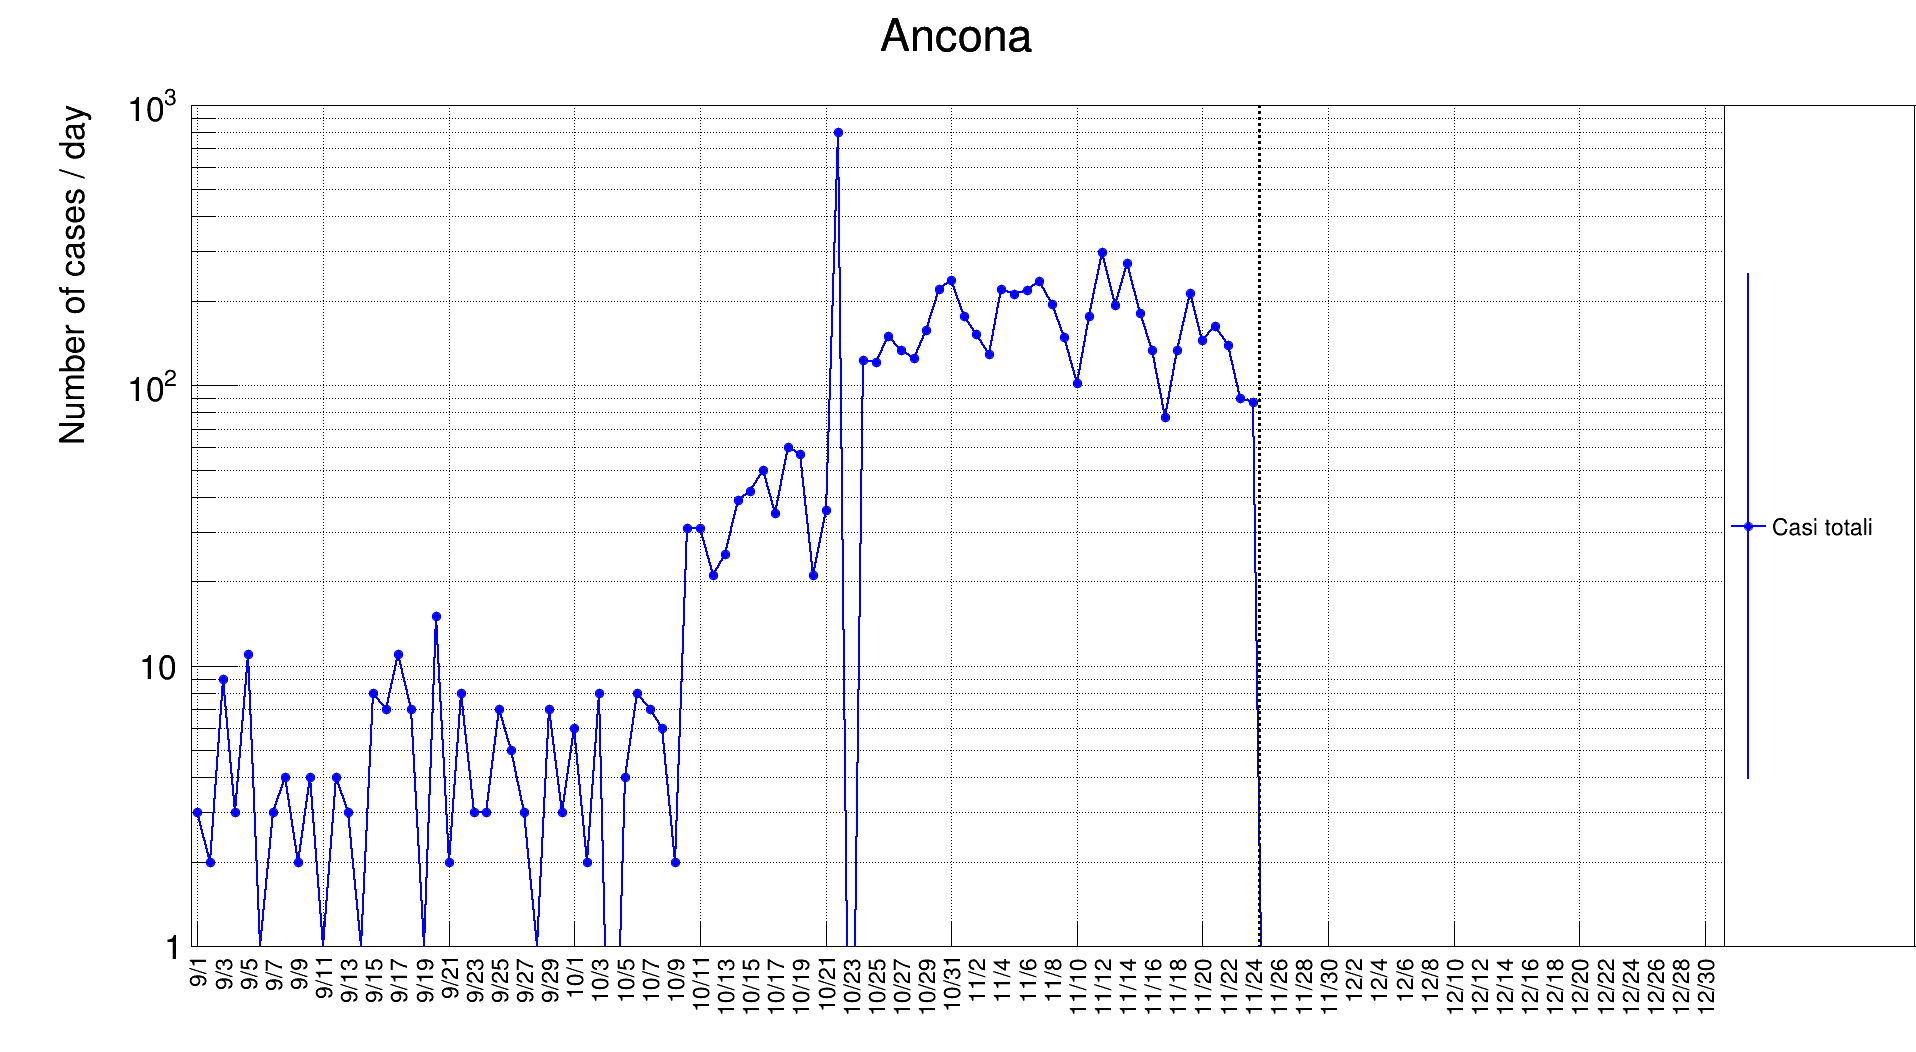 Ancona
Number of cases / day
10³
10²
10
1
9/1 9/3 9/5 9/7 9/9 9/11 9/13 9/15 9/17 9/19 9/21 9/23 9/25 9/27 9/29 10/1 10/3 10/5 10/7 10/9 10/11 10/13 10/15 10/17 10/19 10/21 10/23 10/25 10/27 10/29 10/31 11/2 11/4 11/6 11/8 11/10 11/12 11/14 11/16 11/18 11/20 11/22 11/24 11/26 11/28 11/30 12/2 12/4 12/6 12/8 12/10 12/12 12/14 12/16 12/18 12/20 12/22 12/24 12/26 12/28 12/30
Casi totali